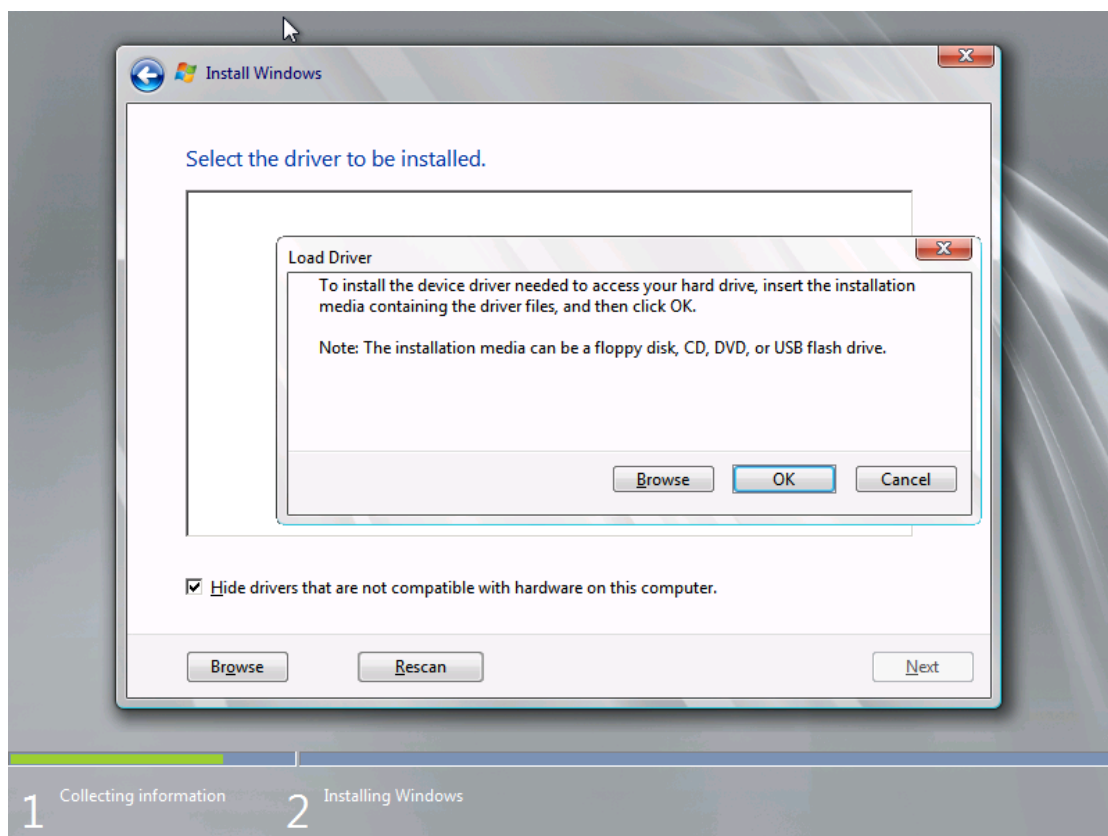 Install Windows
Select the driver to be installed.
Load Driver
To install the device driver needed to access your hard drive, insert the installation
media containing the driver files, and then click OK.
Note: The installation media can be a floppy disk, CD, DVD, or USB flash drive.
Browse OK Cancel
Hide drivers that are not compatible with hardware on this computer.
Browse Rescan Next
1 Collecting information 2 Installing Windows